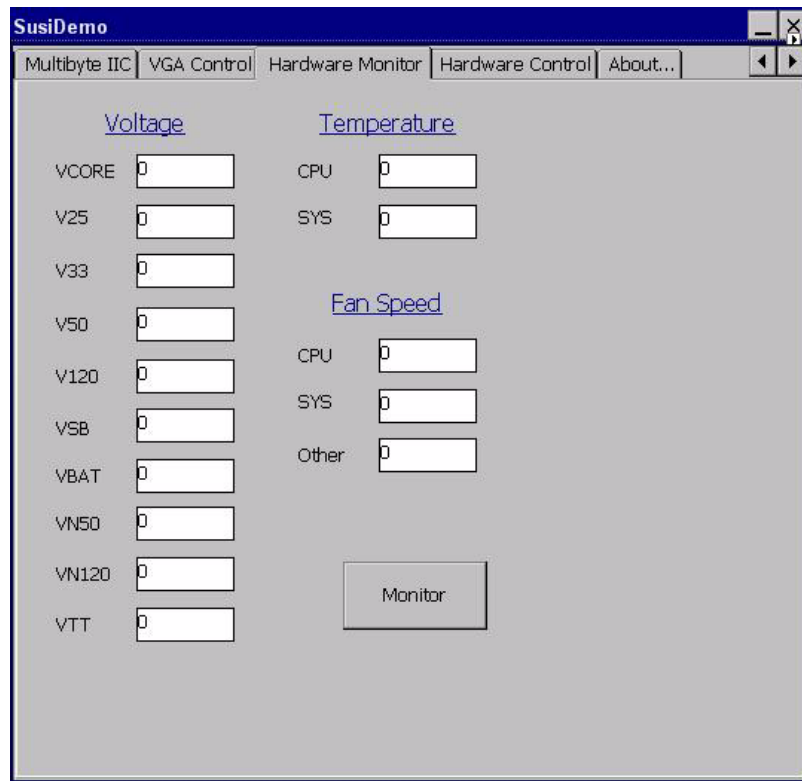 SusiDemo
Multibyte IIC VGA Control Hardware Monitor Hardware Control About...
Voltage Temperature
VCORE 0 CPU 0
V25 0 SYS 0
V33 0
Fan Speed
V50 0
CPU 0
V120 0
SYS 0
VSB 0
Other 0
VBAT 0
VN50 0
VN120 0
Monitor
VTT 0